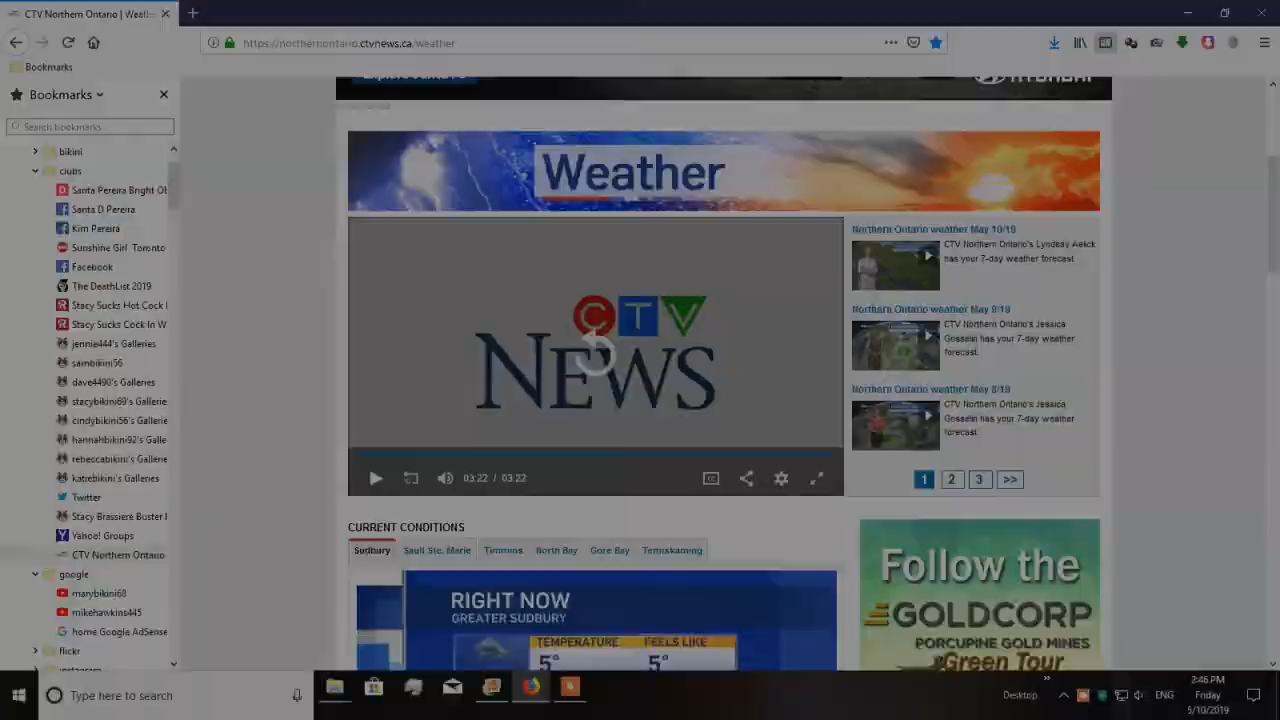 CTV Northern Ontario | Weath
https://northernontario.ctvnews.ca/weather
Bookmarks
Bookmarks
Search bookmarks
bikini
clubs
Santa Pereira Bright Ob
Santa D Pereira
Kim Pereira
Sunshine Girl Toronto
Facebook
The DeathList 2019
Stacy Sucks Hot Cock I
Stacy Sucks Cock In W
jennie444's Galleries
sambikini56
dave4490's Galleries
stacybikini69's Galleries
cindybikini56's Galleries
hannahbikini92's Galle
rebeccabikini's Galleries
katrebikini's Galleries
Twitter
Stacy Brassiere Buster F
Yahoo! Groups
CTV Northern Ontario
google
marybikini68
mikehawkins445
home Google AdSense
flickr
HYUNDAI
Weather
CTV
NEWS
03:22 / 03:22
CC
Northern Ontario weather May 10/19
CTV Northern Ontario's Lyndsay Aelick
has your 7-day weather forecast.
Northern Ontario weather May 9/19
CTV Northern Ontario's Jessica
Gosselin has your 7-day weather
forecast.
Northern Ontario weather May 8/19
CTV Northern Ontario's Jessica
Gosselin has your 7-day weather
forecast.
1 2 3 >>
CURRENT CONDITIONS
Sudbury Sault Ste. Marie Timmins North Bay Gore Bay Temiskaming
RIGHT NOW
GREATER SUDBURY
TEMPERATURE FEELS LIKE
5° 5°
Follow the
GOLDCORP
PORCUPINE GOLD MINES
Green Tour
Type here to search
Desktop
ENG
2:46 PM
Friday
5/10/2019